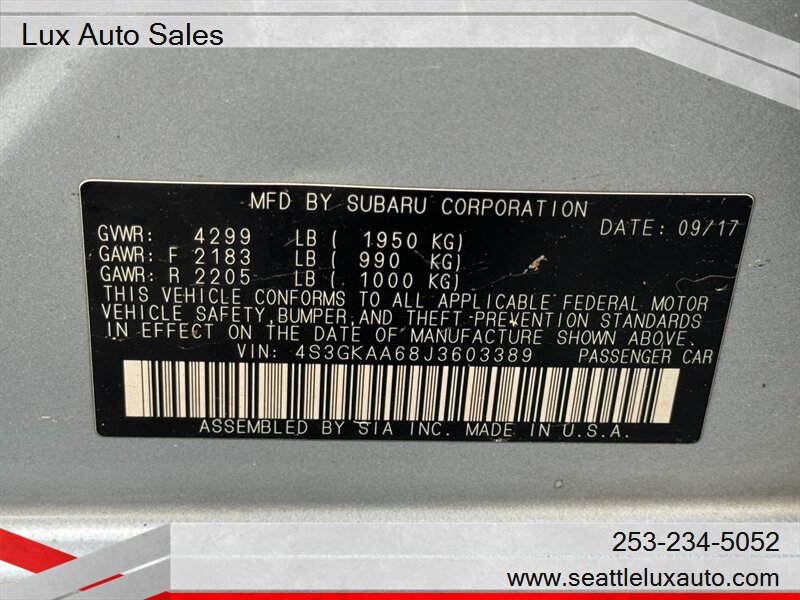 Lux Auto Sales
MFD BY SUBARU CORPORATION
DATE: 09/17
GVWR: 4299 LB ( 1950 KG)
GAWR: F 2183 LB ( 990 KG)
GAWR: R 2205 LB ( 1000 KG)
THIS VEHICLE CONFORMS TO ALL APPLICABLE FEDERAL MOTOR
VEHICLE SAFETY, BUMPER, AND THEFT PREVENTION STANDARDS
IN EFFECT ON THE DATE OF MANUFACTURE SHOWN ABOVE.
VIN: 4S3GKAA68J3603389 PASSENGER CAR
ASSEMBLED BY SIA INC. MADE IN U.S.A.
253-234-5052
www.seattleluxauto.com